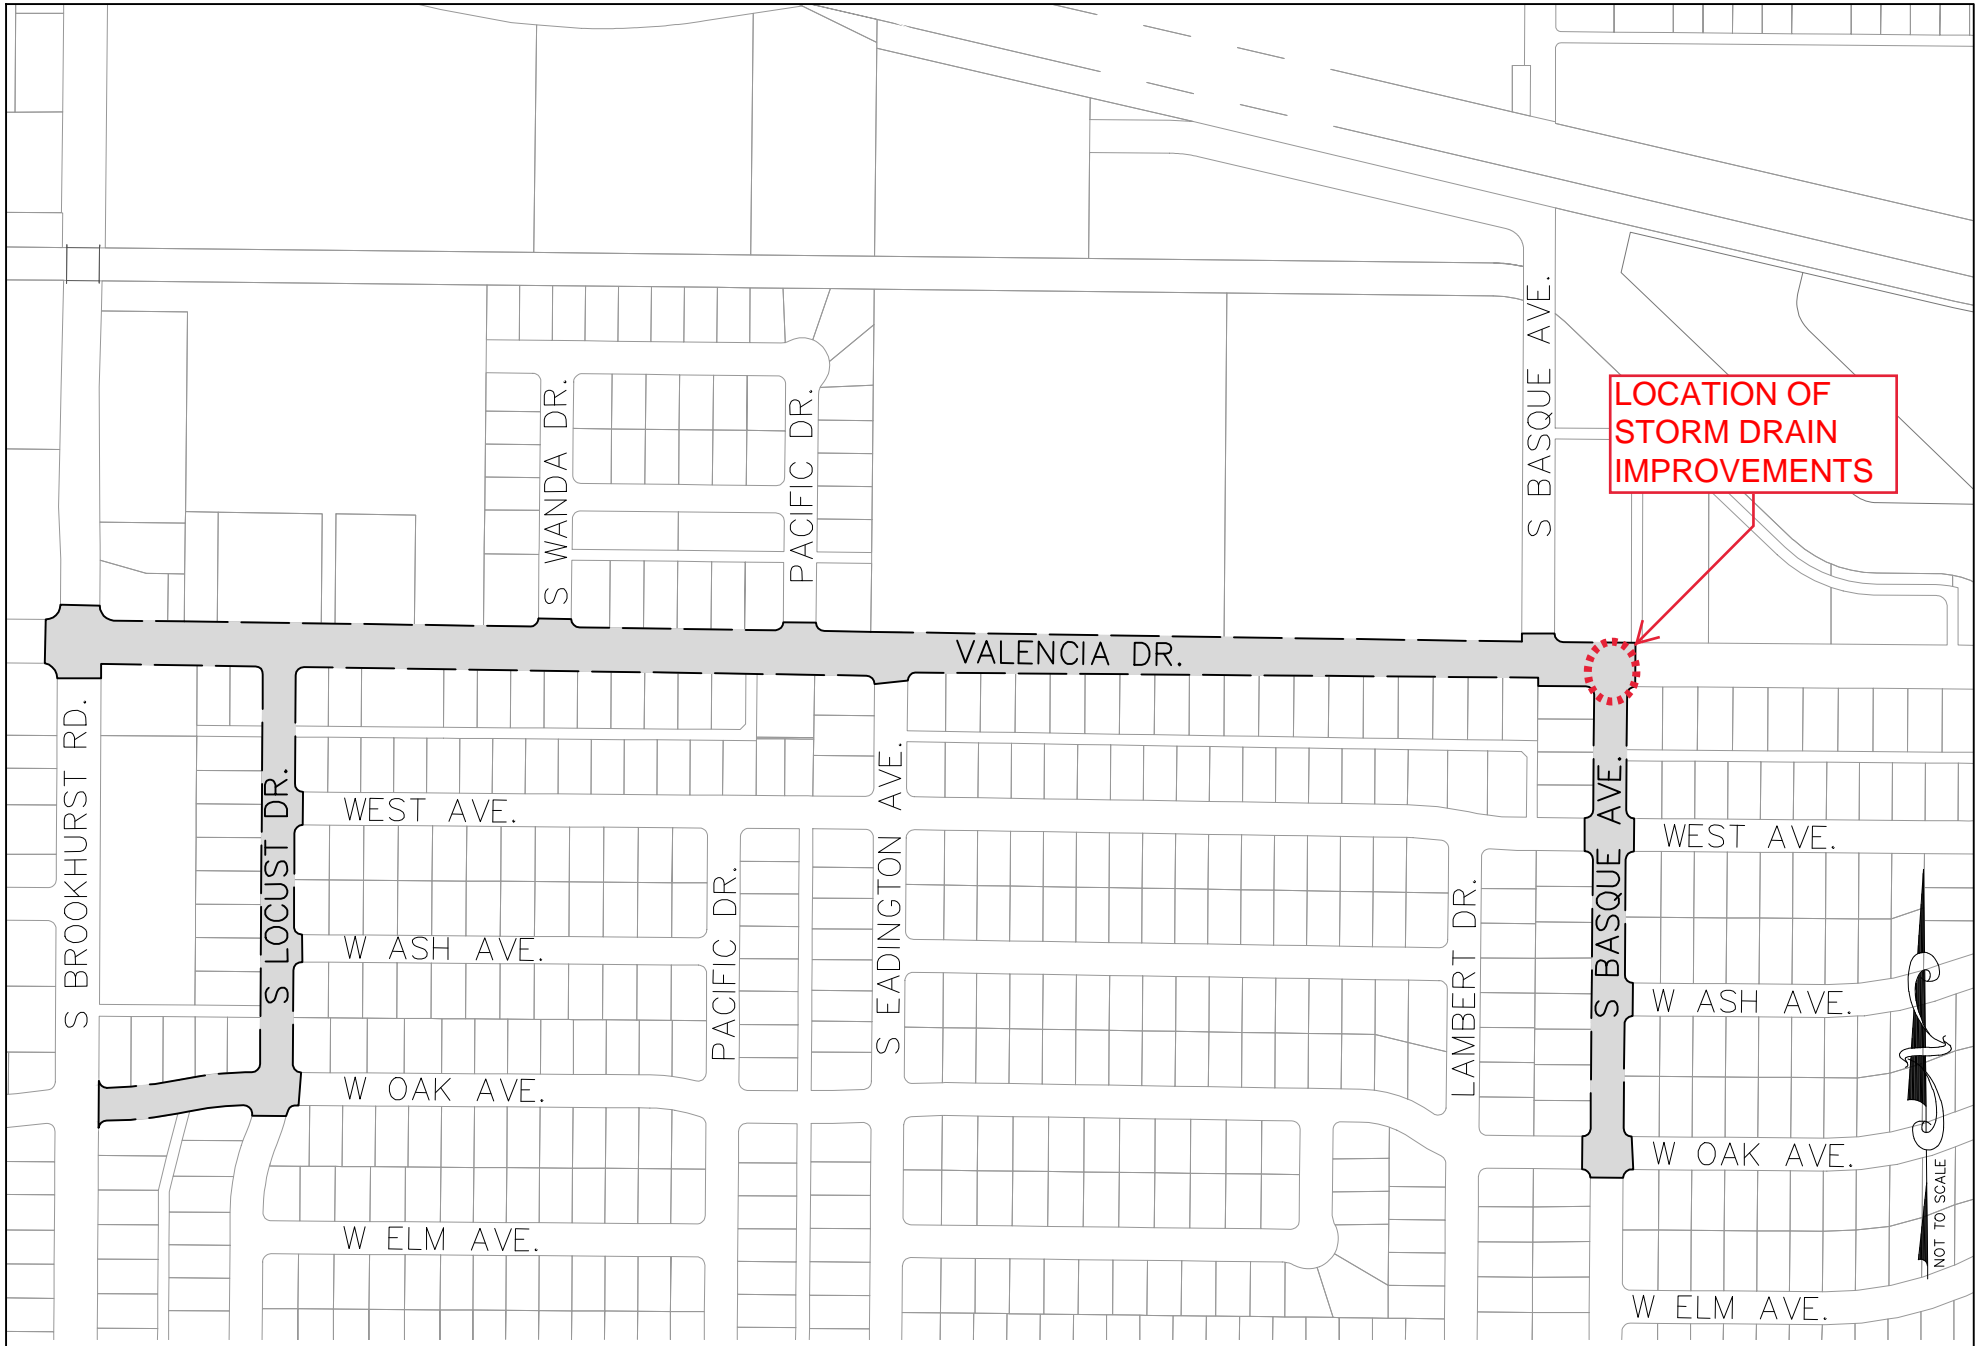 S BASQUE AVE.
LOCATION OF
STORM DRAIN
IMPROVEMENTS
S WANDA DR.
PACIFIC DR.
VALENCIA DR.
S BROOKHURST RD.
S LOCUST DR.
WEST AVE.
S EADINGTON AVE.
S BASQUE AVE.
WEST AVE.
PACIFIC DR.
LAMBERT DR.
W ASH AVE.
W ASH AVE.
W OAK AVE.
W OAK AVE.
NOT TO SCALE
W ELM AVE.
W ELM AVE.